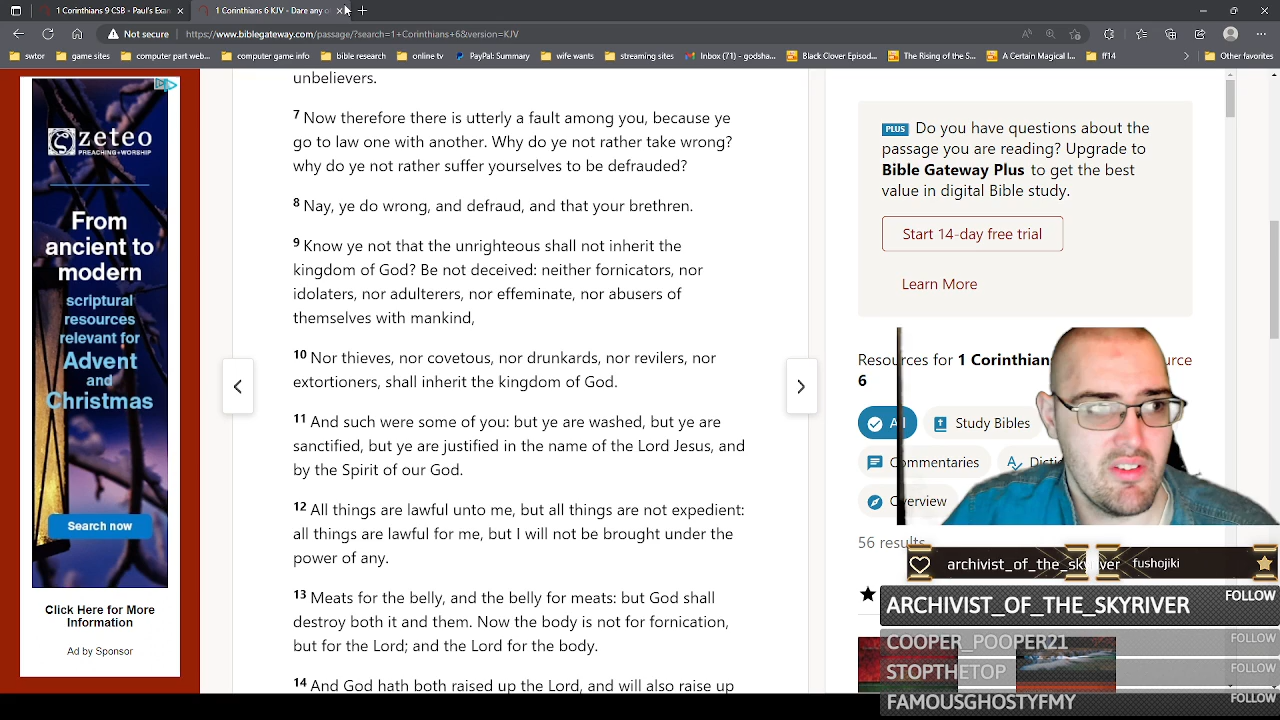 1 Corinthians 9 CSB - Paul's Exan
1 Corinthians 6 KJV - Dare any o
Not secure
https://www.biblegateway.com/passage/?search=1+Corinthians+6&version=KJV
swtor
game sites
computer part web...
computer game info
bible research
online tv
PayPal: Summary
wife wants
streaming sites
Inbox (71) - godsha...
Black Clover Episod...
The Rising of the S...
A Certain Magical I...
ff14
Other favorites
zeteo
PREACHING+WORSHIP
From
ancient to
modern
scriptural
resources
relevant for
Advent
and
Christmas
Search now
Click Here for More
Information
Ad by Sponsor
unbelievers.
7 Now therefore there is utterly a fault among you, because ye
go to law one with another. Why do ye not rather take wrong?
why do ye not rather suffer yourselves to be defrauded?
8 Nay, ye do wrong, and defraud, and that your brethren.
9 Know ye not that the unrighteous shall not inherit the
kingdom of God? Be not deceived: neither fornicators, nor
idolaters, nor adulterers, nor effeminate, nor abusers of
themselves with mankind,
10 Nor thieves, nor covetous, nor drunkards, nor revilers, nor
extortioners, shall inherit the kingdom of God.
11 And such were some of you: but ye are washed, but ye are
sanctified, but ye are justified in the name of the Lord Jesus, and
by the Spirit of our God.
12 All things are lawful unto me, but all things are not expedient:
all things are lawful for me, but I will not be brought under the
power of any.
13 Meats for the belly, and the belly for meats: but God shall
destroy both it and them. Now the body is not for fornication,
but for the Lord; and the Lord for the body.
14 And God hath both raised up the Lord, and will also raise up
PLUS Do you have questions about the
passage you are reading? Upgrade to
Bible Gateway Plus to get the best
value in digital Bible study.
Start 14-day free trial
Learn More
Resources for 1 Corinthian
6
Study Bibles
Commentaries
Overview
56 results
archivist_of_the_sky
fushojiki
ARCHIVIST_OF_THE_SKYRIVER FOLLOW
COOPER_POOPER21 FOLLOW
STOPTHETOP FOLLOW
FAMOUSGHOSTYFMY FOLLOW